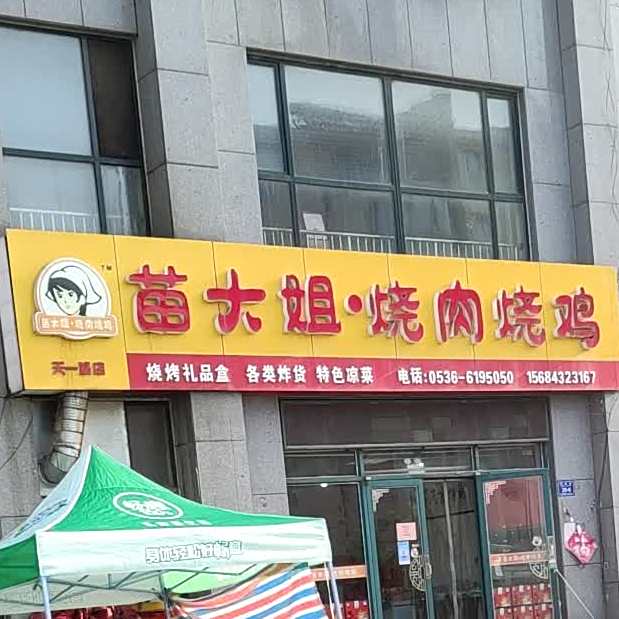 苗大姐·烧肉烧鸡
苗大姐·烧肉烧鸡
天一路店
烧烤礼品盒 各类炸货 特色凉菜 电话:0536-6195050 15684323167